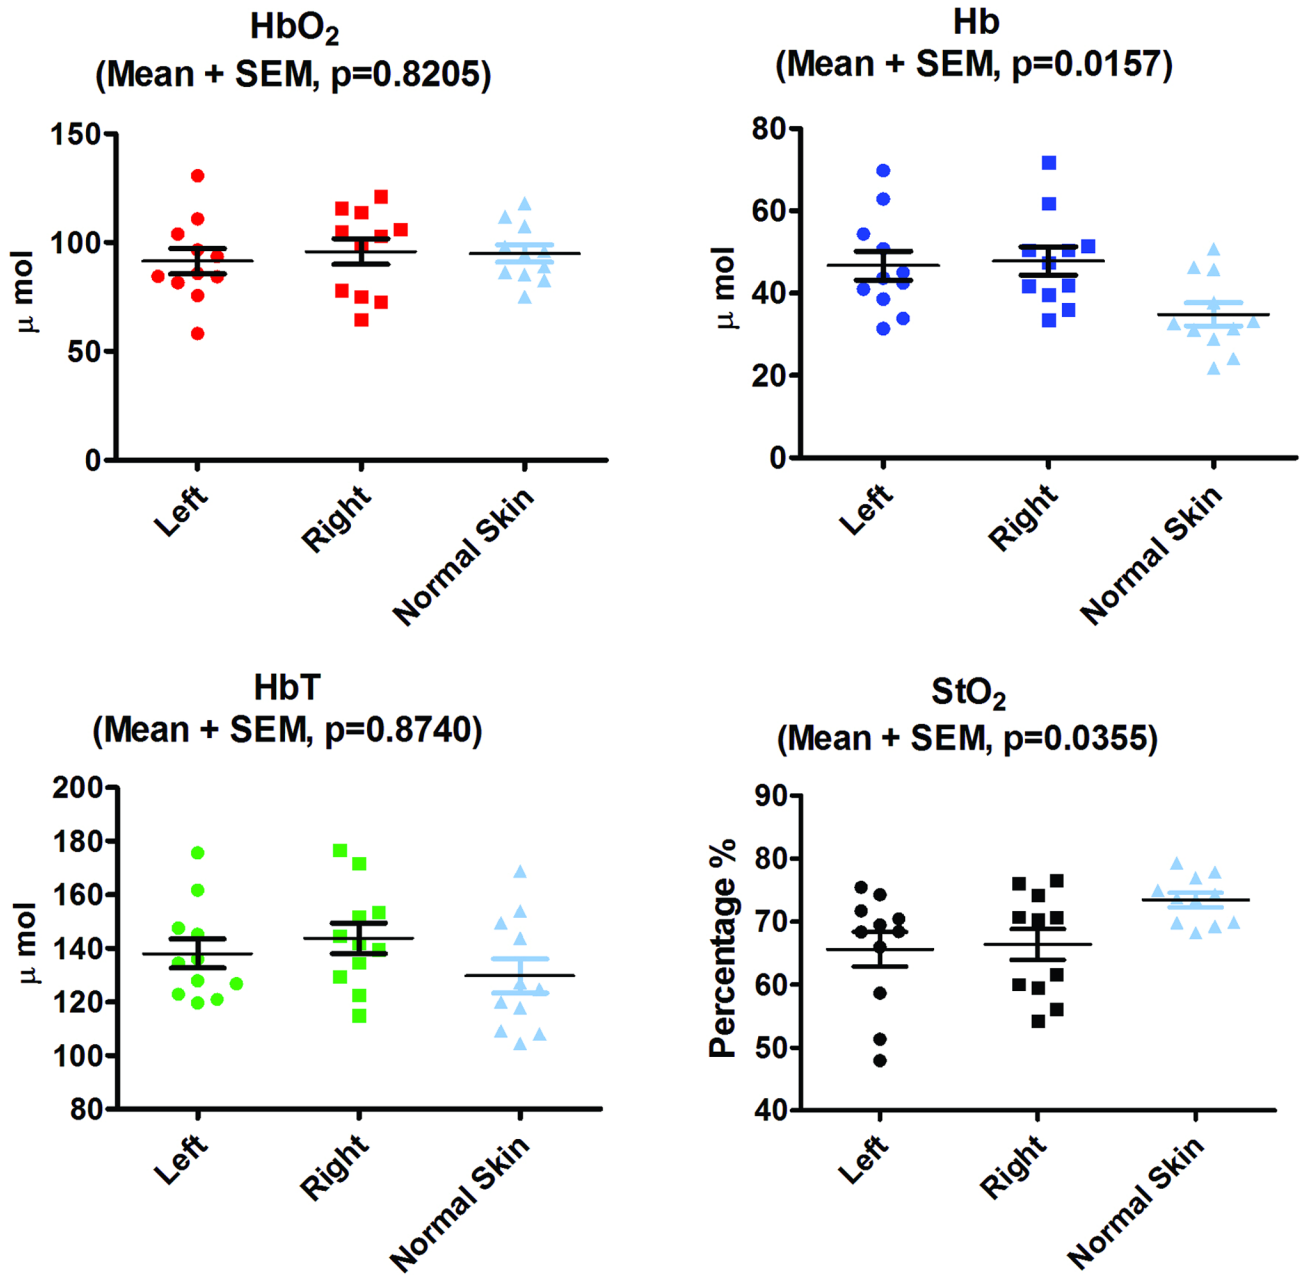 HbO₂
(Mean + SEM, p=0.8205)
150
100
50
0
μ mol
Left
Right
Normal Skin
Hb
(Mean + SEM, p=0.0157)
80
60
40
20
0
μ mol
Left
Right
Normal Skin
HbT
(Mean + SEM, p=0.8740)
200
180
160
140
120
100
80
μ mol
Left
Right
Normal Skin
StO₂
(Mean + SEM, p=0.0355)
90
80
70
60
50
40
Percentage %
Left
Right
Normal Skin